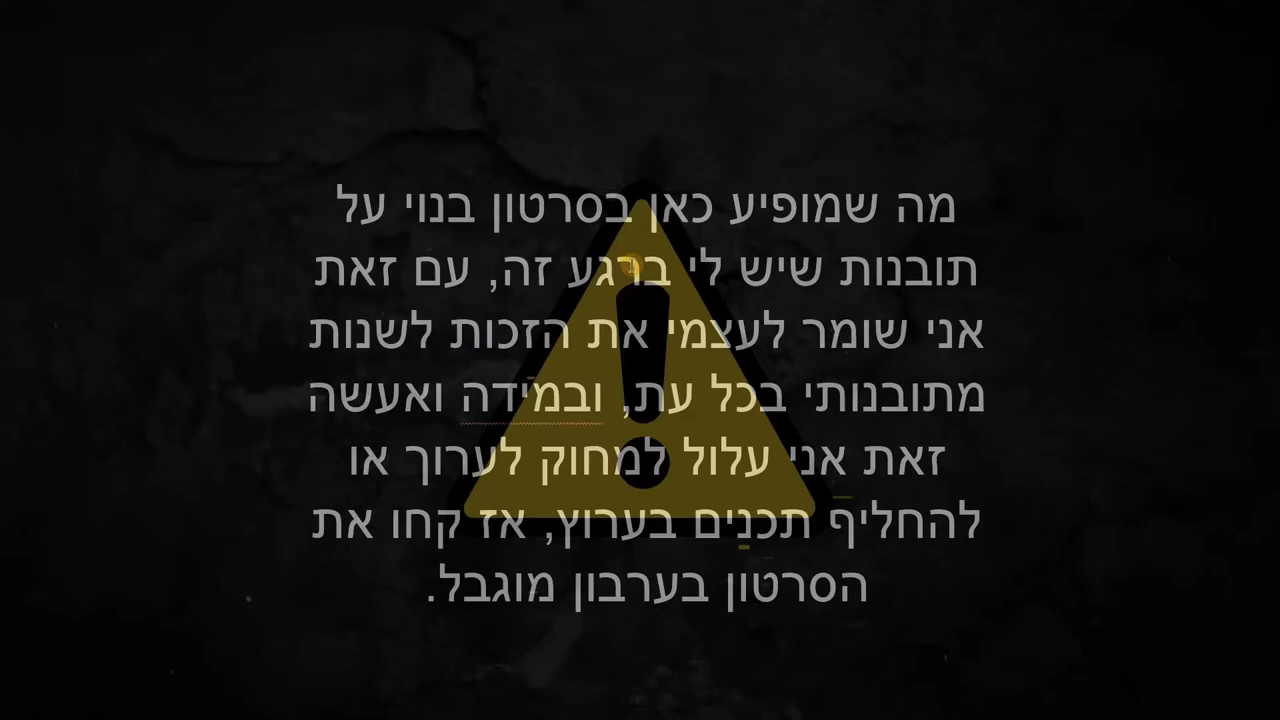 מה שמופיע כאן בסרטון בנוי על
תובנות שיש לי ברגע זה, עם זאת
אני שומר לעצמי את הזכות לשנות
מתובנותי בכל עת, ובמידה ואעשה
זאת אני עלול למחוק לערוך או
להחליף תכנים בערוץ, אז קחו את
הסרטון בערבון מוגבל.